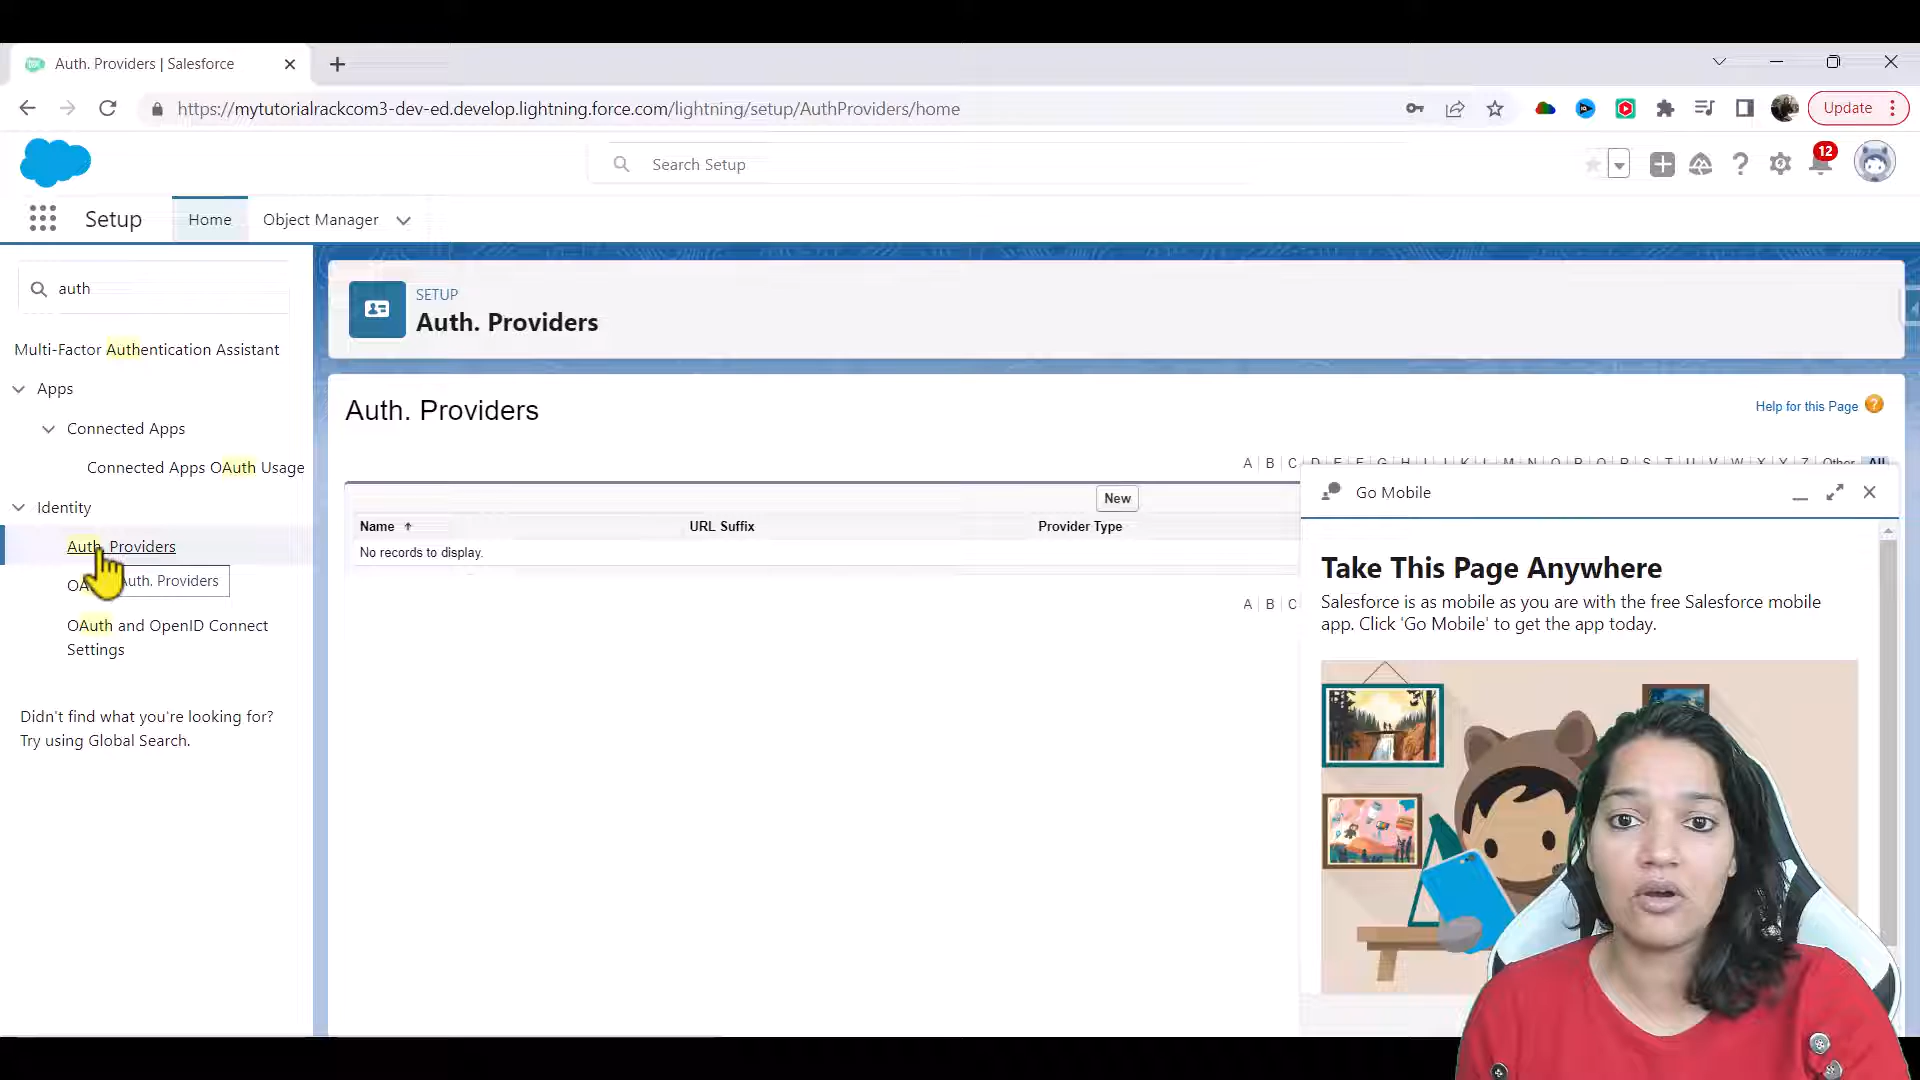 Auth. Providers | Salesforce
https://mytutorialrackcom3-dev-ed.develop.lightning.force.com/lightning/setup/AuthProviders/home
Update
Search Setup
12
Setup
Home
Object Manager
auth
Multi-Factor Authentication Assistant
Apps
Connected Apps
Connected Apps OAuth Usage
Identity
Auth. Providers
OA
Auth. Providers
OAuth and OpenID Connect
Settings
Didn't find what you're looking for?
Try using Global Search.
SETUP
Auth. Providers
Auth. Providers
Help for this Page
A B C D E F G H I J K L M N O P Q R S T U V W X Y Z Other All
New
Name
URL Suffix
Provider Type
No records to display.
A B C
Go Mobile
Take This Page Anywhere
Salesforce is as mobile as you are with the free Salesforce mobile
app. Click 'Go Mobile' to get the app today.